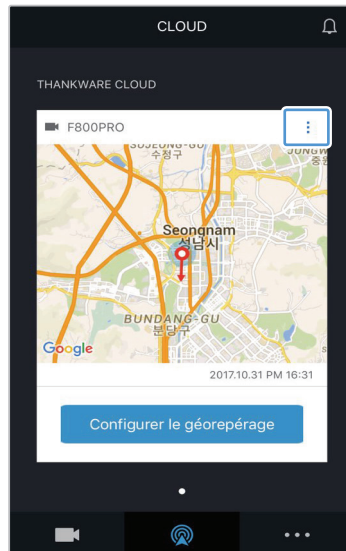 CLOUD
THANKWARE CLOUD
F800PRO
SUJEONG-GU
수정구
JUNGW
중원
Seongnam
성남시
BUNDANG-GU
분당구
Google
2017.10.31 PM 16:31
Configurer le géorepérage